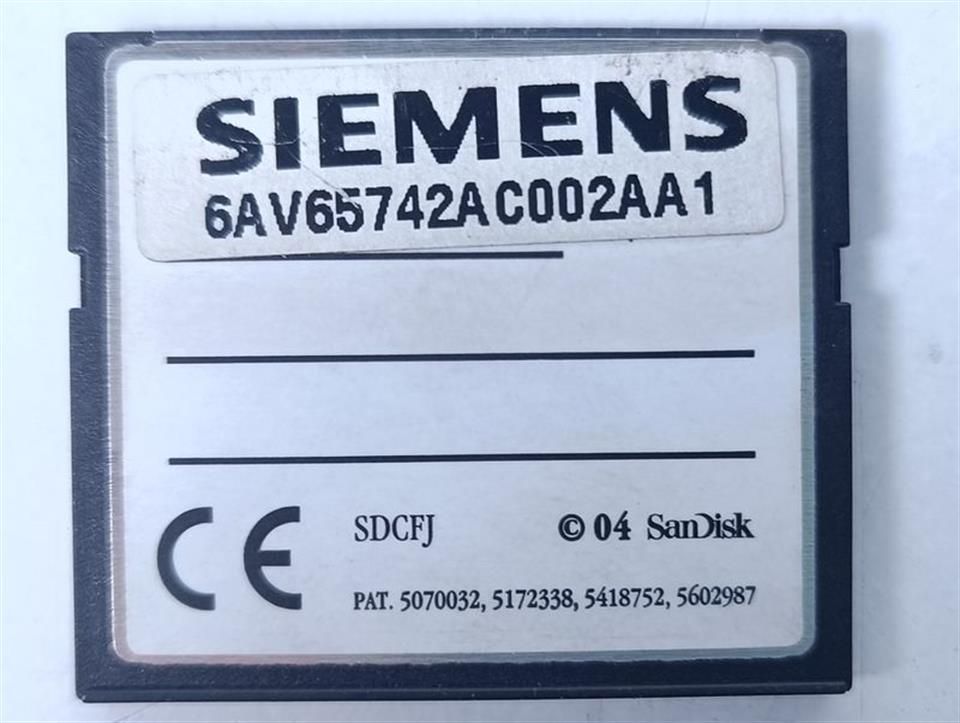 SIEMENS
6AV65742AC002AA1
CE
SDCFJ © 04 SanDisk
PAT. 5070032, 5172338, 5418752, 5602987